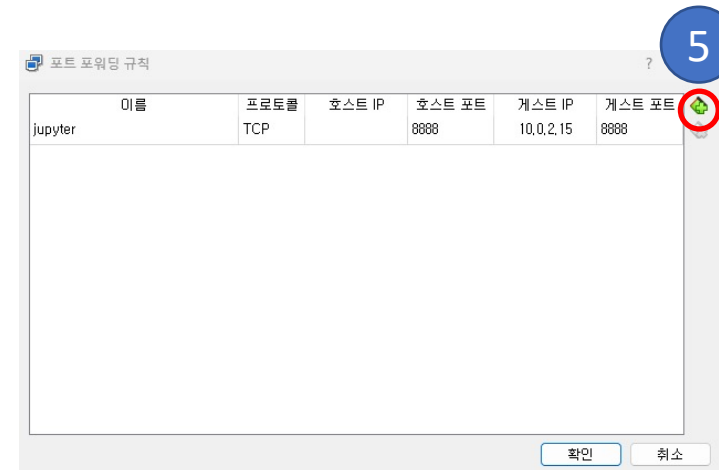 5
포트 포워딩 규칙 ?
이름 프로토콜 호스트 IP 호스트 포트 게스트 IP 게스트 포트
jupyter TCP 8888 10,0,2,15 8888
확인 취소